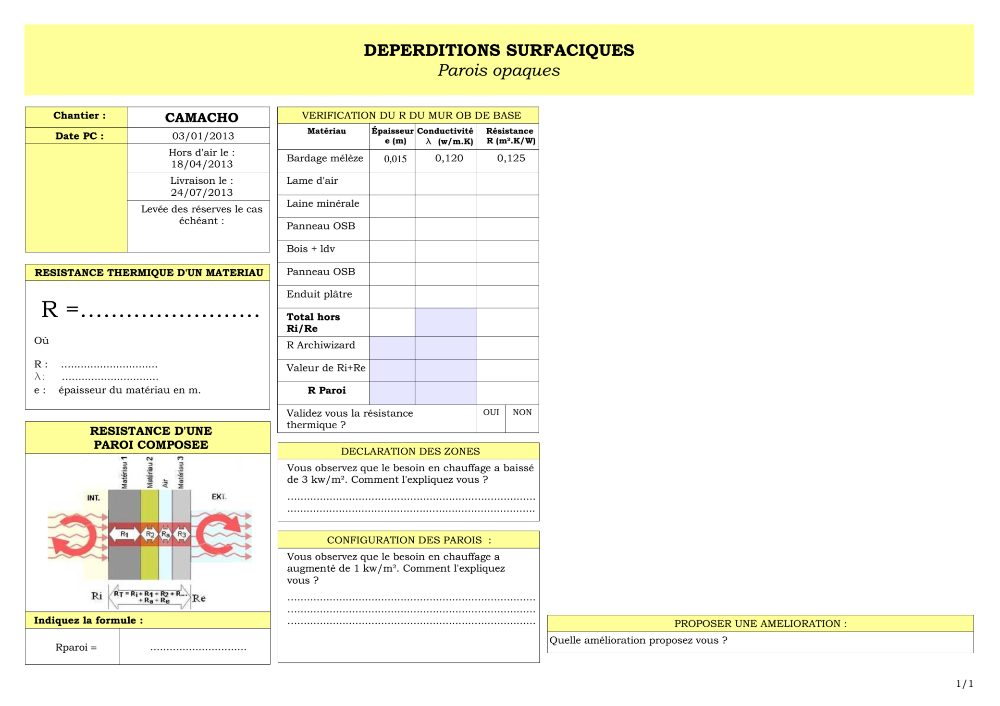 DEPERDITIONS SURFACIQUES
Parois opaques
Chantier :
CAMACHO
Date PC :
03/01/2013
Hors d'air le :
18/04/2013
Livraison le :
24/07/2013
Levée des réserves le cas
échéant :
RESISTANCE THERMIQUE D'UN MATERIAU
R =............................
Où
R : ..............................
λ: ..............................
e : épaisseur du matériau en m.
RESISTANCE D'UNE
PAROI COMPOSEE
Matériau 1
Matériau 2
Air
Matériau 3
INT.
EXT.
R1
R2
Ra
R3
Ri
RT = Ri + R1 + R2 + R...
+ Ra + Re
Re
Indiquez la formule :
Rparoi =
..............................
VERIFICATION DU R DU MUR OB DE BASE
Matériau
Épaisseur
e (m)
Conductivité
λ (w/m.K)
Résistance
R (m².K/W)
Bardage mélèze 0,015 0,120 0,125
Lame d'air
Laine minérale
Panneau OSB
Bois + ldv
Panneau OSB
Enduit plâtre
Total hors
Ri/Re
R Archiwizard
Valeur de Ri+Re
R Paroi
Validez vous la résistance
thermique ?
OUI NON
DECLARATION DES ZONES
Vous observez que le besoin en chauffage a baissé
de 3 kw/m². Comment l'expliquez vous ?
.............................................................................
.............................................................................
CONFIGURATION DES PAROIS :
Vous observez que le besoin en chauffage a
augmenté de 1 kw/m². Comment l'expliquez
vous ?
.............................................................................
.............................................................................
.............................................................................
PROPOSER UNE AMELIORATION :
Quelle amélioration proposez vous ?
1/1